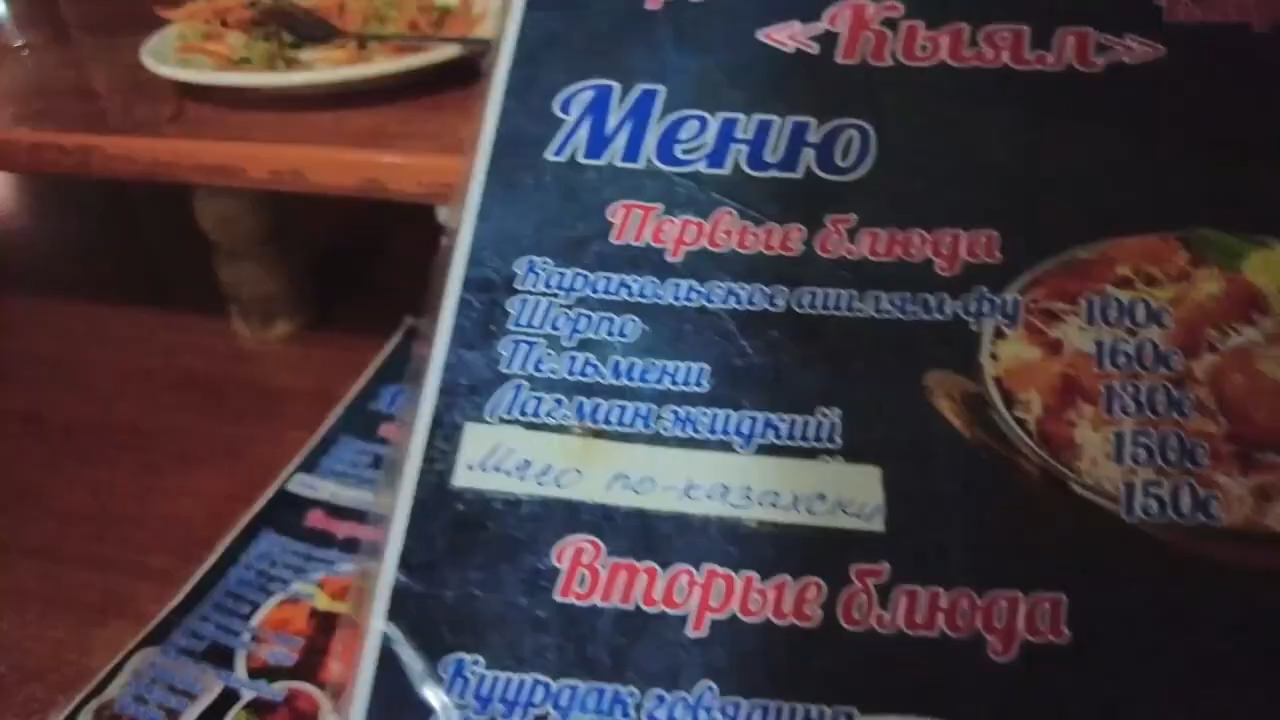 «Кыял»
Меню
Первые блюда
Каракольское ашлям-фу 100с
Шорпо 160с
Пельмени 130с
Лагман жидкий 150с
Мясо по-казахски 150с
Вторые блюда
Куурдак говядина